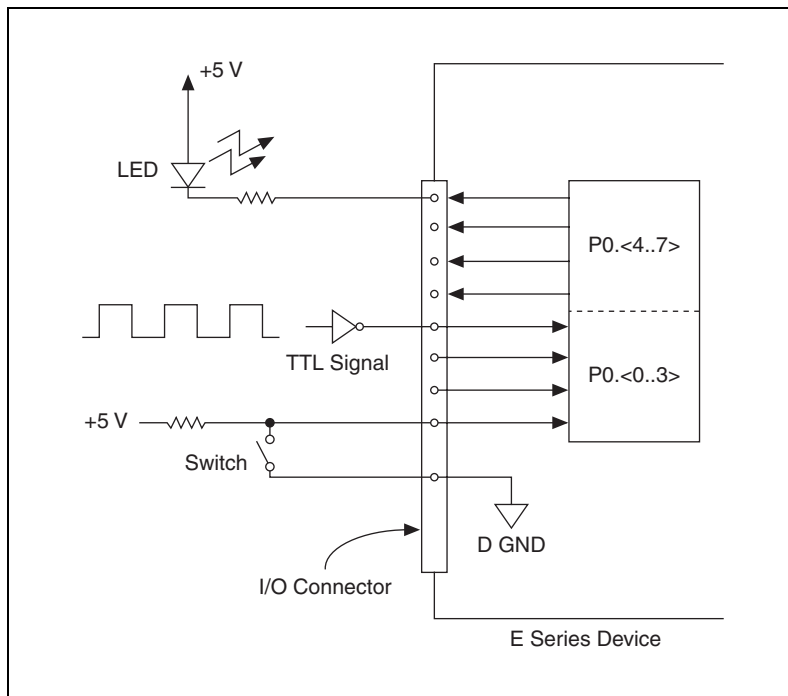 +5 V
LED
P0.<4..7>
TTL Signal
P0.<0..3>
+5 V
Switch
D GND
I/O Connector
E Series Device